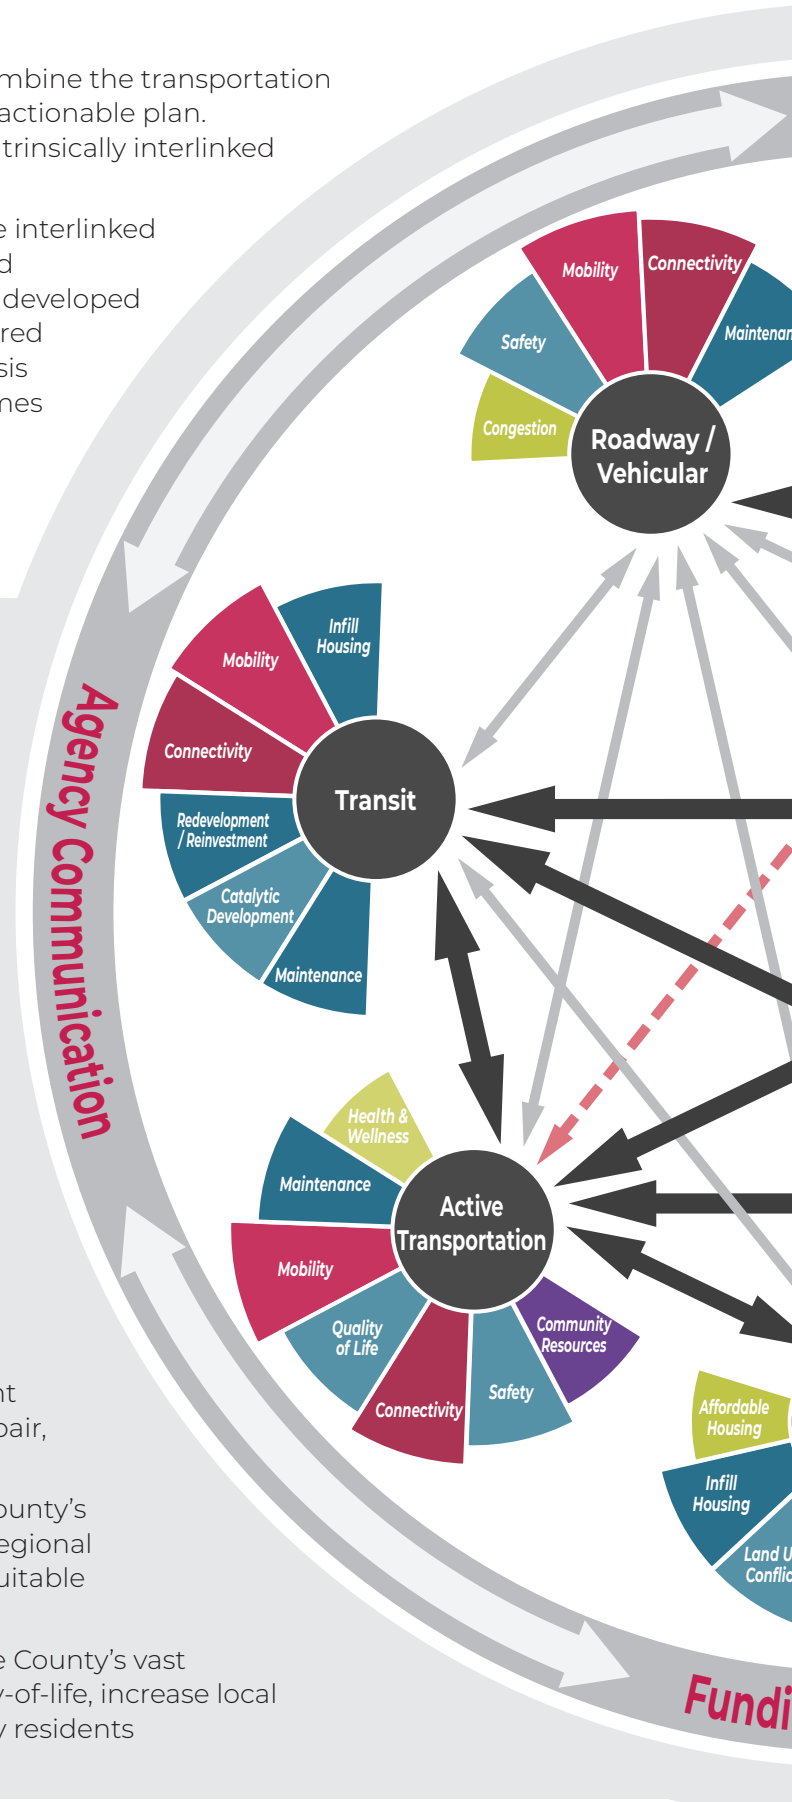 mbine the transportation
actionable plan.
trinsically interlinked
e interlinked
d
developed
red
sis
mes
Mobility
Connectivity
Safety
Maintenan
Congestion
Roadway /
Vehicular
Infill
Housing
Mobility
Connectivity
Transit
Redevelopment
/ Reinvestment
Catalytic
Development
Maintenance
Agency Communication
Health &
Wellness
Maintenance
Active
Transportation
Mobility
Quality
of Life
Community
Resources
Connectivity
Safety
Affordable
Housing
Infill
Housing
Land U
Conflic
nt
pair,
ounty's
egional
uitable
e County's vast
y-of-life, increase local
y residents
Fundi